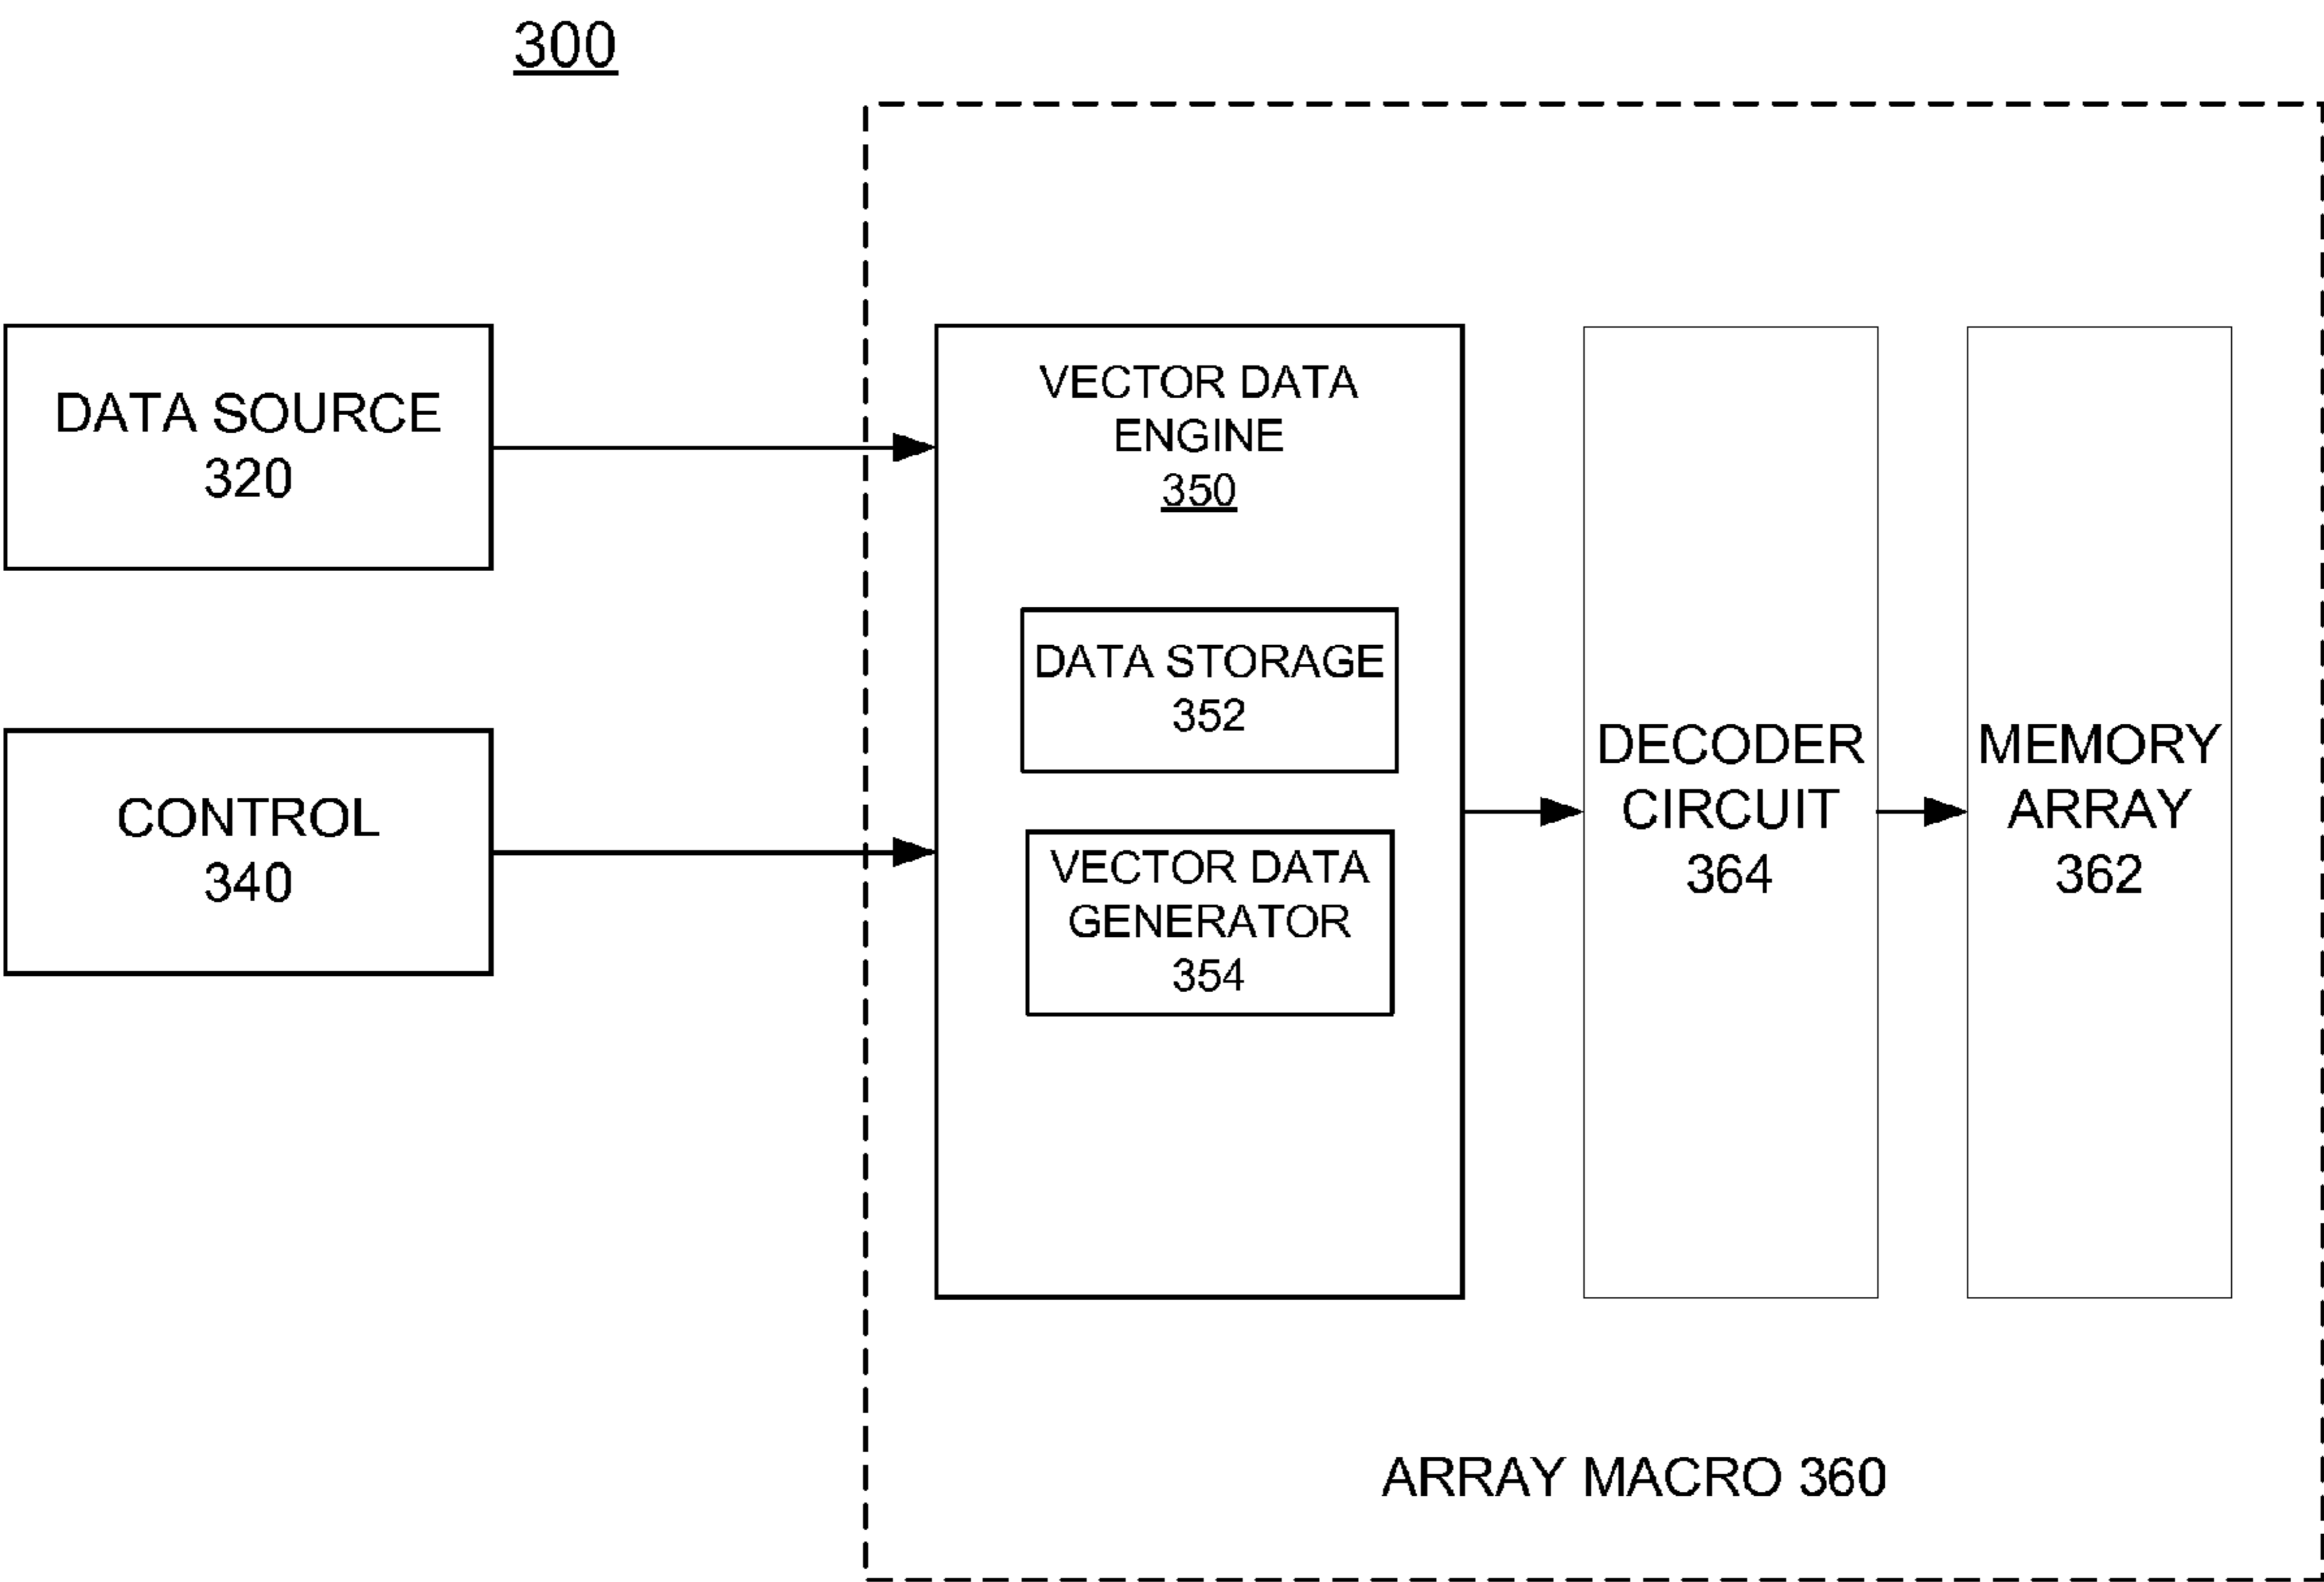 300
DATA SOURCE
320
CONTROL
340
VECTOR DATA
ENGINE
350
DATA STORAGE
352
VECTOR DATA
GENERATOR
354
DECODER
CIRCUIT
364
MEMORY
ARRAY
362
ARRAY MACRO 360